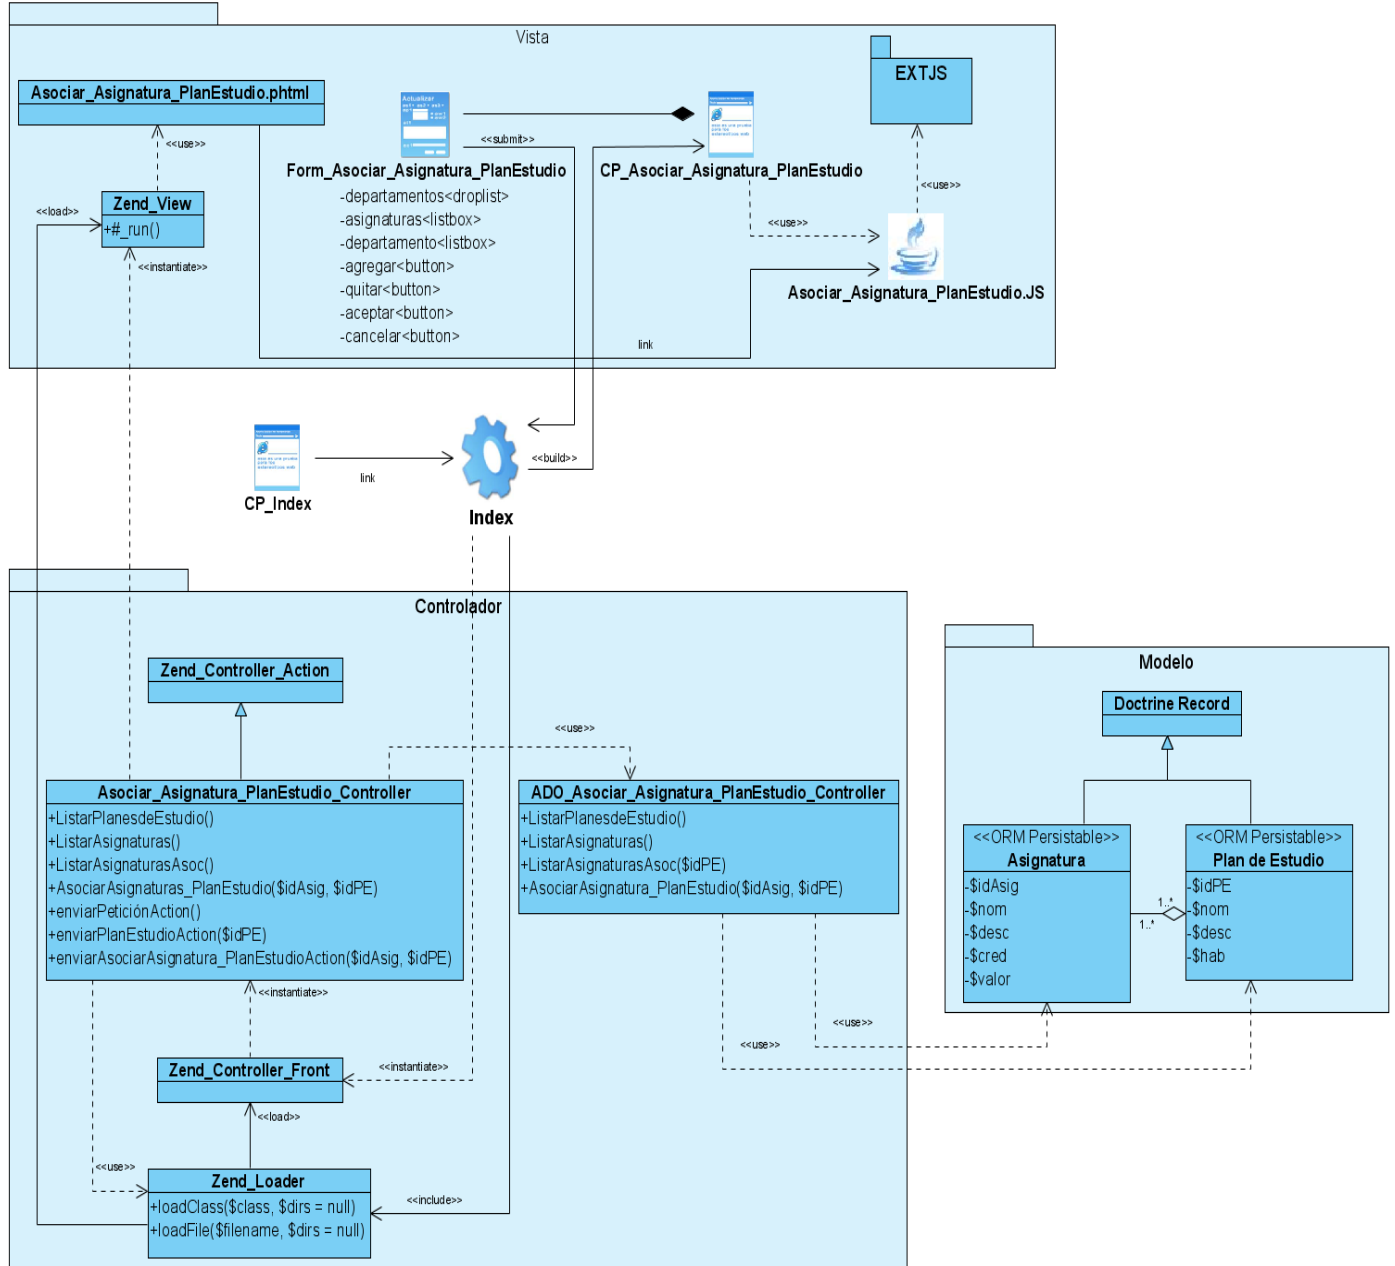 Vista
Asociar_Asignatura_PlanEstudio.phtml
<<use>>
Zend_View
+#_run()
<<load>>
<<instantiate>>
Actualizar
Form_Asociar_Asignatura_PlanEstudio
-departamentos<droplist>
-asignaturas<listbox>
-departamento<listbox>
-agregar<button>
-quitar<button>
-aceptar<button>
-cancelar<button>
<<submit>>
CP_Asociar_Asignatura_PlanEstudio
<<use>>
EXTJS
<<use>>
Asociar_Asignatura_PlanEstudio.JS
link
CP_Index
link
Index
<<build>>
Controlador
Zend_Controller_Action
<<use>>
Asociar_Asignatura_PlanEstudio_Controller
+ListarPlanesdeEstudio()
+ListarAsignaturas()
+ListarAsignaturasAsoc()
+AsociarAsignaturas_PlanEstudio($idAsig, $idPE)
+enviarPeticiónAction()
+enviarPlanEstudioAction($idPE)
+enviarAsociarAsignatura_PlanEstudioAction($idAsig, $idPE)
ADO_Asociar_Asignatura_PlanEstudio_Controller
+ListarPlanesdeEstudio()
+ListarAsignaturas()
+ListarAsignaturasAsoc($idPE)
+AsociarAsignatura_PlanEstudio($idAsig, $idPE)
<<instantiate>>
Zend_Controller_Front
<<instantiate>>
<<load>>
<<use>>
Zend_Loader
+loadClass($class, $dirs = null)
+loadFile($filename, $dirs = null)
<<include>>
<<use>>
<<use>>
Modelo
Doctrine Record
<<ORM Persistable>>
Asignatura
-$idAsig
-$nom
-$desc
-$cred
-$valor
1..*
1..*
<<ORM Persistable>>
Plan de Estudio
-$idPE
-$nom
-$desc
-$hab